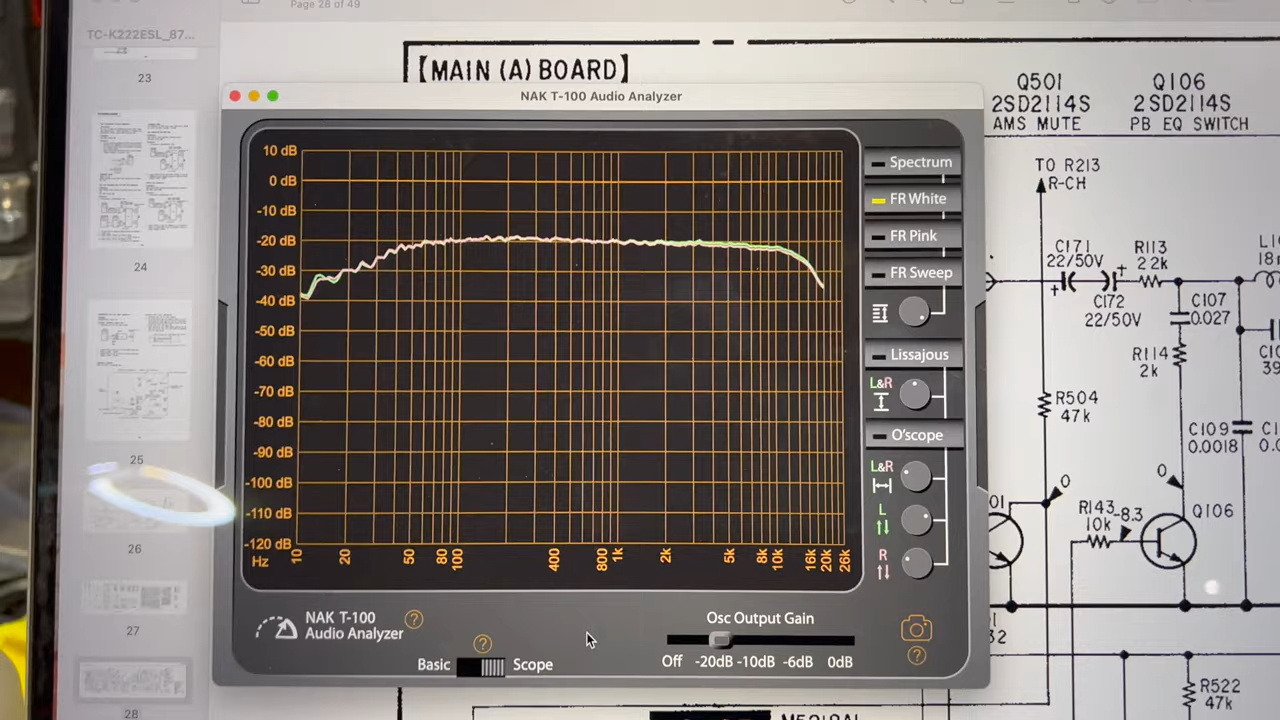 Page 28 of 49
TC-K222ESL_87...
23
24
25
26
27
28
【MAIN (A) BOARD】
NAK T-100 Audio Analyzer
10 dB
0 dB
-10 dB
-20 dB
-30 dB
-40 dB
-50 dB
-60 dB
-70 dB
-80 dB
-90 dB
-100 dB
-110 dB
-120 dB
Hz
10
20
50
80
100
400
800
1k
2k
5k
8k
10k
16k
20k
26k
Spectrum
FR White
FR Pink
FR Sweep
Lissajous
L&R
O'scope
L&R
L
R
NAK T-100
Audio Analyzer
?
?
Basic
Scope
Osc Output Gain
Off -20dB -10dB -6dB 0dB
?
Q501
2SD2114S
AMS MUTE
Q106
2SD2114S
PB EQ SWITCH
TO R213
R-CH
C171
22/50V
+
C172
22/50V
+
R113
2.2k
C107
0.027
R114
2k
R504
47k
C109
0.0018
0
0
R143
10k
-8.3
Q106
R522
47k